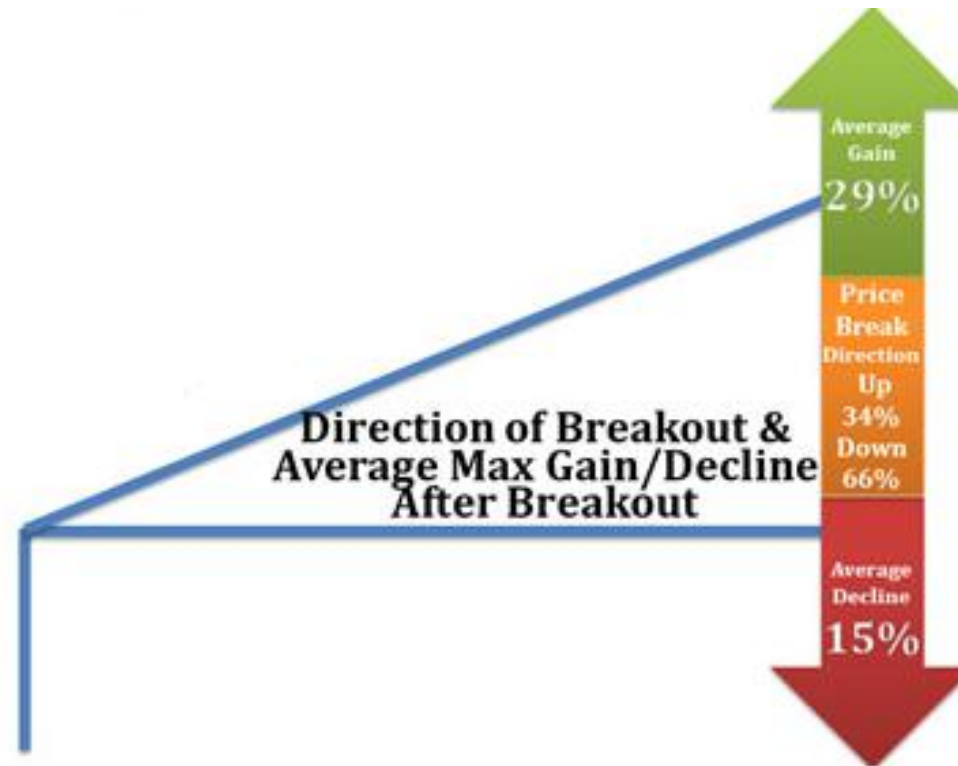 Average
Gain
29%
Price
Break
Direction
Up
34%
Down
66%
Direction of Breakout &
Average Max Gain/Decline
After Breakout
Average
Decline
15%